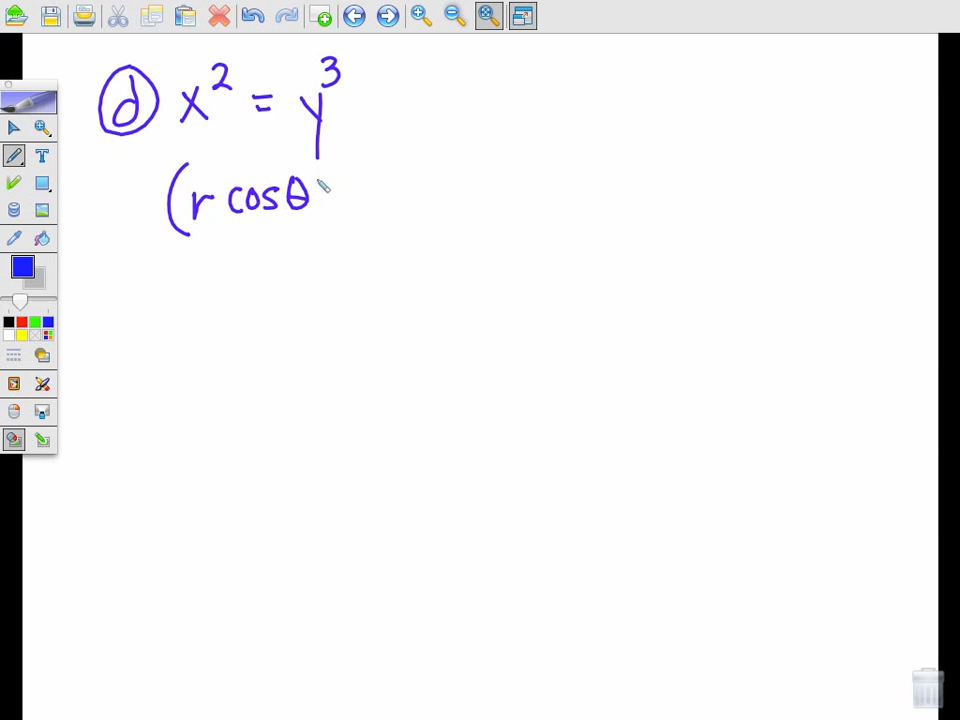 ⓓ x² = y³
(r cosθ
T